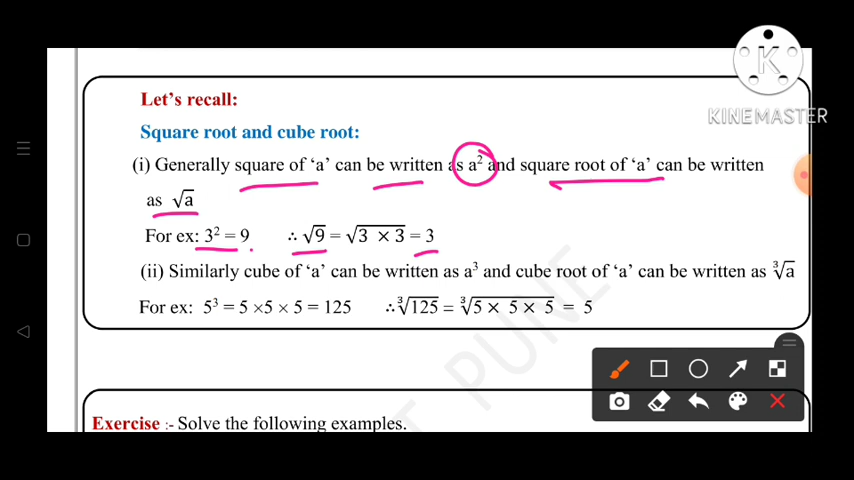 K
KINEMASTER
Let's recall:
Square root and cube root:
(i) Generally square of ‘a’ can be written as a² and square root of ‘a’ can be written
as √a
For ex: 3² = 9 ∴ √9 = √3 × 3 = 3
(ii) Similarly cube of ‘a’ can be written as a³ and cube root of ‘a’ can be written as ∛a
For ex: 5³ = 5 ×5 × 5 = 125 ∴ ∛125 = ∛5 × 5 × 5 = 5
PUNE
Exercise :- Solve the following examples.